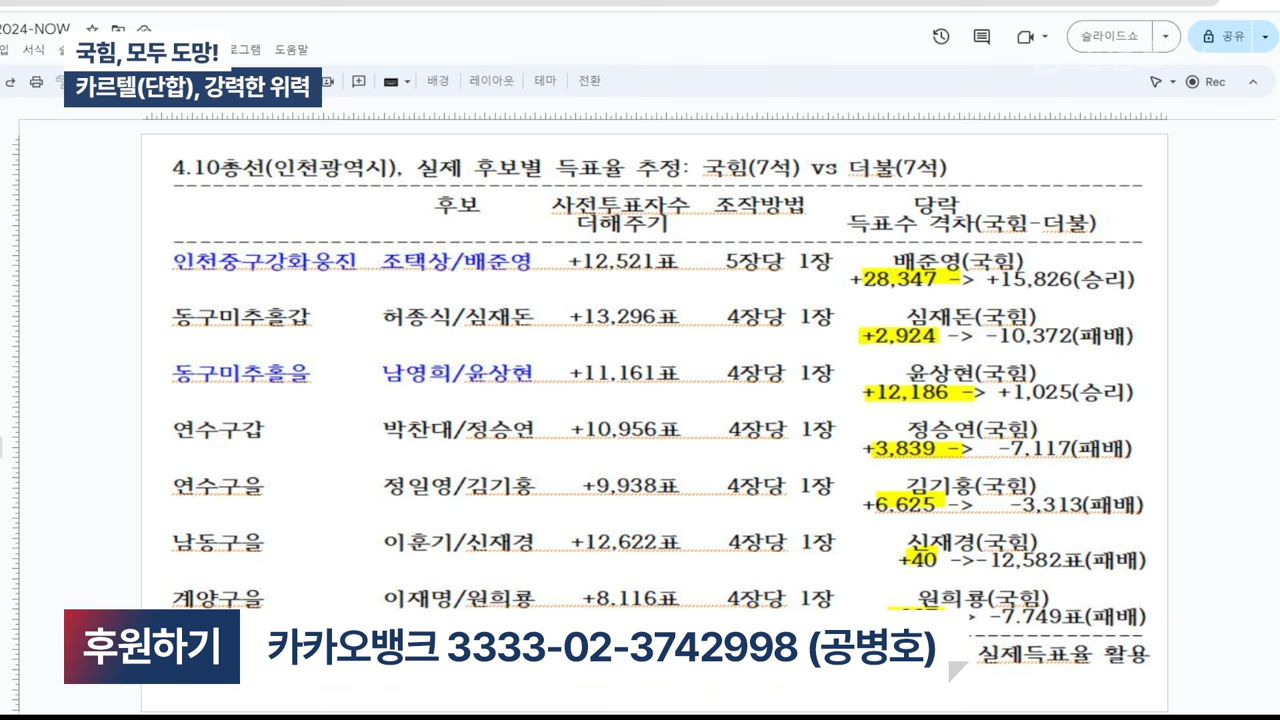 2024-NOW
국힘, 모두 도망!
카르텔(단합), 강력한 위력
입 서식 로그램 도움말
슬라이드쇼
공유
배경 레이아웃 테마 전환
Rec
4.10총선(인천광역시), 실제 후보별 득표율 추정: 국힘(7석) vs 더불(7석)
후보 사전투표자수 조작방법 당락
더해주기 득표수 격차(국힘-더불)
인천중구강화웅진 조택상/배준영 +12,521표 5장당 1장 배준영(국힘)
+28,347 -> +15,826(승리)
동구미추홀갑 허종식/심재돈 +13,296표 4장당 1장 심재돈(국힘)
+2,924 -> -10,372(패배)
동구미추홀을 남영희/윤상현 +11,161표 4장당 1장 윤상현(국힘)
+12,186 -> +1,025(승리)
연수구갑 박찬대/정승연 +10,956표 4장당 1장 정승연(국힘)
+3,839 -> -7,117(패배)
연수구을 정일영/김기홍 +9,938표 4장당 1장 김기홍(국힘)
+6,625 -> -3,313(패배)
남동구을 이훈기/신재경 +12,622표 4장당 1장 신재경(국힘)
+40 ->-12,582표(패배)
계양구을 이재명/원희룡 +8,116표 4장당 1장 원희룡(국힘)
> -7.749표(패배)
실제득표율 활용
후원하기 카카오뱅크 3333-02-3742998 (공병호)